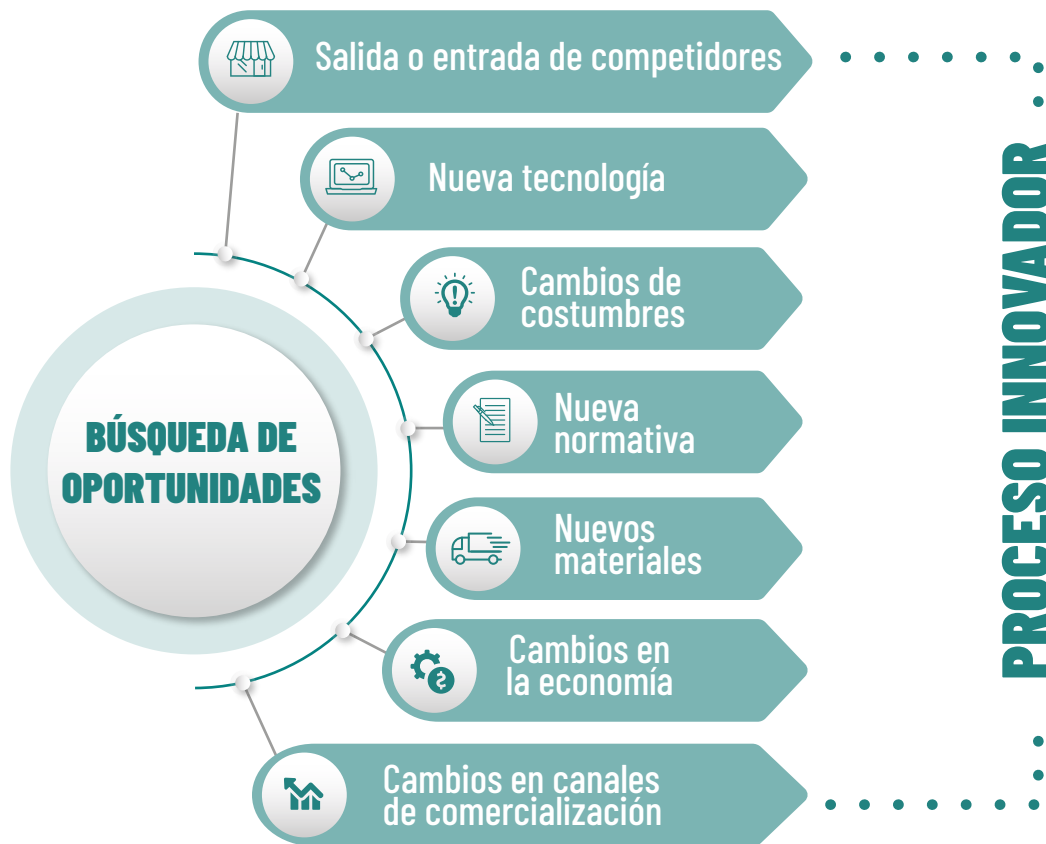 Salida o entrada de competidores
Nueva tecnología
Cambios de
costumbres
Nueva
normativa
BÚSQUEDA DE
OPORTUNIDADES
Nuevos
materiales
Cambios en
la economía
Cambios en canales
de comercialización
PROCESO INNOVADOR